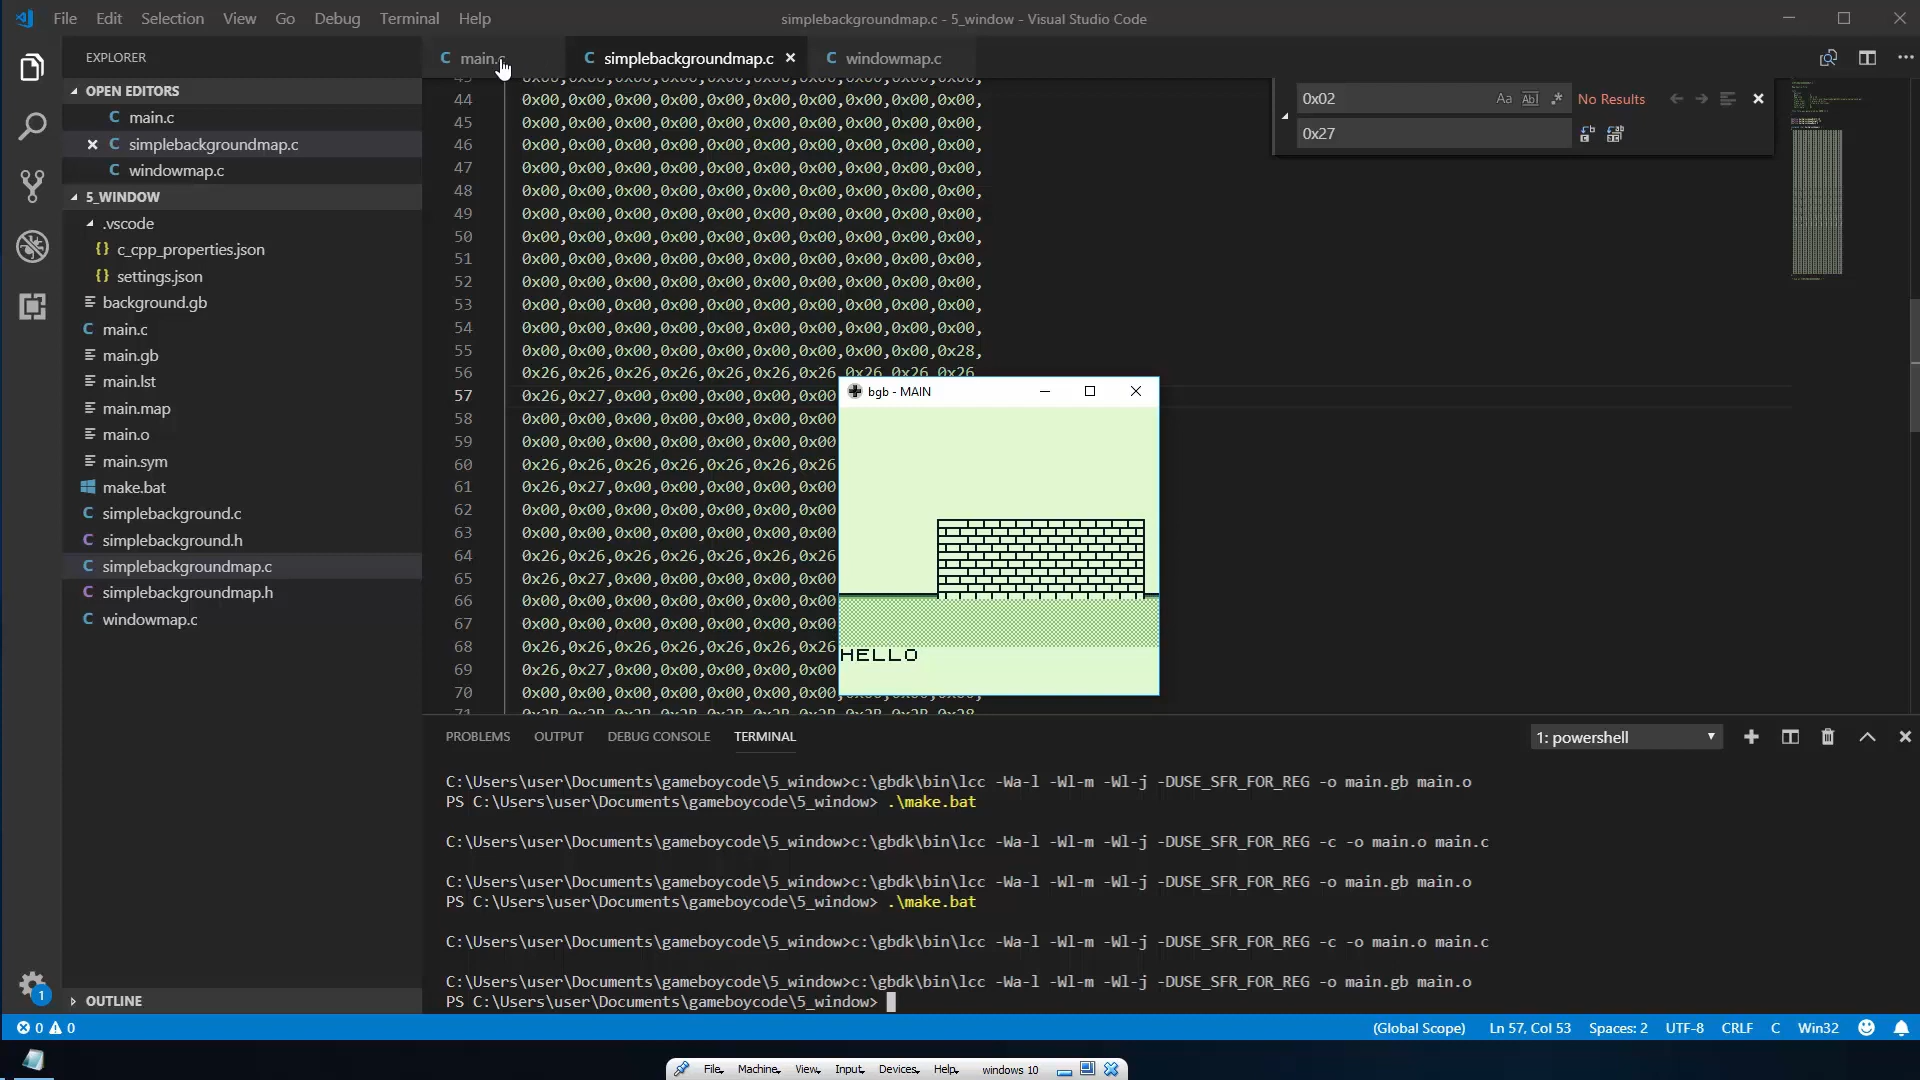 File Edit Selection View Go Debug Terminal Help
simplebackgroundmap.c - 5_window - Visual Studio Code
EXPLORER
main.c simplebackgroundmap.c windowmap.c
OPEN EDITORS
main.c
simplebackgroundmap.c
windowmap.c
5_WINDOW
.vscode
c_cpp_properties.json
settings.json
background.gb
main.c
main.gb
main.lst
main.map
main.o
main.sym
make.bat
simplebackground.c
simplebackground.h
simplebackgroundmap.c
simplebackgroundmap.h
windowmap.c
OUTLINE
0x02 Aa Abl .* No Results
0x27
44 0x00,0x00,0x00,0x00,0x00,0x00,0x00,0x00,0x00,0x00,
45 0x00,0x00,0x00,0x00,0x00,0x00,0x00,0x00,0x00,0x00,
46 0x00,0x00,0x00,0x00,0x00,0x00,0x00,0x00,0x00,0x00,
47 0x00,0x00,0x00,0x00,0x00,0x00,0x00,0x00,0x00,0x00,
48 0x00,0x00,0x00,0x00,0x00,0x00,0x00,0x00,0x00,0x00,
49 0x00,0x00,0x00,0x00,0x00,0x00,0x00,0x00,0x00,0x00,
50 0x00,0x00,0x00,0x00,0x00,0x00,0x00,0x00,0x00,0x00,
51 0x00,0x00,0x00,0x00,0x00,0x00,0x00,0x00,0x00,0x00,
52 0x00,0x00,0x00,0x00,0x00,0x00,0x00,0x00,0x00,0x00,
53 0x00,0x00,0x00,0x00,0x00,0x00,0x00,0x00,0x00,0x00,
54 0x00,0x00,0x00,0x00,0x00,0x00,0x00,0x00,0x00,0x00,
55 0x00,0x00,0x00,0x00,0x00,0x00,0x00,0x00,0x00,0x28,
56 0x26,0x26,0x26,0x26,0x26,0x26,0x26,0x26,0x26,0x26
57 0x26,0x27,0x00,0x00,0x00,0x00,0x00
58 0x00,0x00,0x00,0x00,0x00,0x00,0x00
59 0x00,0x00,0x00,0x00,0x00,0x00,0x00
60 0x26,0x26,0x26,0x26,0x26,0x26,0x26
61 0x26,0x27,0x00,0x00,0x00,0x00,0x00
62 0x00,0x00,0x00,0x00,0x00,0x00,0x00
63 0x00,0x00,0x00,0x00,0x00,0x00,0x00
64 0x26,0x26,0x26,0x26,0x26,0x26,0x26
65 0x26,0x27,0x00,0x00,0x00,0x00,0x00
66 0x00,0x00,0x00,0x00,0x00,0x00,0x00
67 0x00,0x00,0x00,0x00,0x00,0x00,0x00
68 0x26,0x26,0x26,0x26,0x26,0x26,0x26
69 0x26,0x27,0x00,0x00,0x00,0x00,0x00
70 0x00,0x00,0x00,0x00,0x00,0x00,0x00,0x00,0x00,0x00,
bgb - MAIN
HELLO
PROBLEMS OUTPUT DEBUG CONSOLE TERMINAL 1: powershell
C:\Users\user\Documents\gameboycode\5_window>c:\gbdk\bin\lcc -Wa-l -Wl-m -Wl-j -DUSE_SFR_FOR_REG -o main.gb main.o
PS C:\Users\user\Documents\gameboycode\5_window> .\make.bat
C:\Users\user\Documents\gameboycode\5_window>c:\gbdk\bin\lcc -Wa-l -Wl-m -Wl-j -DUSE_SFR_FOR_REG -c -o main.o main.c
C:\Users\user\Documents\gameboycode\5_window>c:\gbdk\bin\lcc -Wa-l -Wl-m -Wl-j -DUSE_SFR_FOR_REG -o main.gb main.o
PS C:\Users\user\Documents\gameboycode\5_window> .\make.bat
C:\Users\user\Documents\gameboycode\5_window>c:\gbdk\bin\lcc -Wa-l -Wl-m -Wl-j -DUSE_SFR_FOR_REG -c -o main.o main.c
C:\Users\user\Documents\gameboycode\5_window>c:\gbdk\bin\lcc -Wa-l -Wl-m -Wl-j -DUSE_SFR_FOR_REG -o main.gb main.o
PS C:\Users\user\Documents\gameboycode\5_window>
1
0 0 (Global Scope) Ln 57, Col 53 Spaces: 2 UTF-8 CRLF C Win32
File Machine View Input Devices Help windows 10